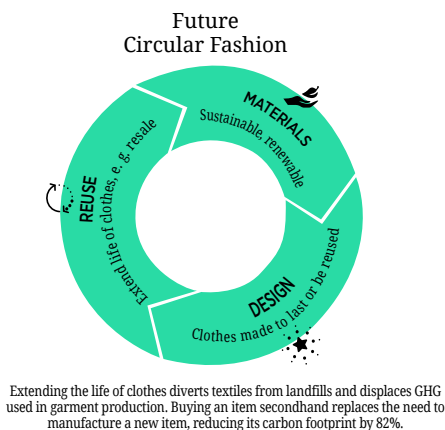 Future
Circular Fashion
MATERIALS
Sustainable, renewable
DESIGN
Clothes made to last or be reused
REUSE
Extend life of clothes, e. g. resale
Extending the life of clothes diverts textiles from landfills and displaces GHG
used in garment production. Buying an item secondhand replaces the need to
manufacture a new item, reducing its carbon footprint by 82%.